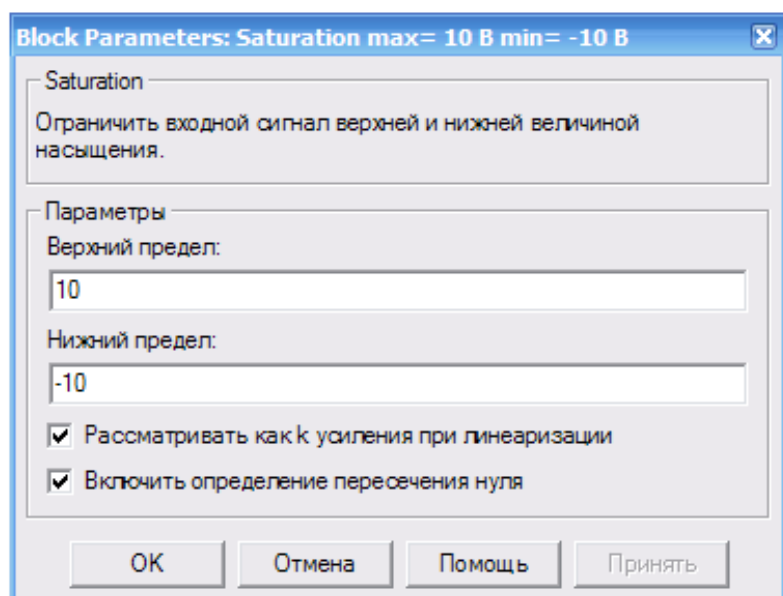 Block Parameters: Saturation max= 10 В min= -10 В
Saturation
Ограничить входной сигнал верхней и нижней величиной
насыщения.
Параметры
Верхний предел:
10
Нижний предел:
-10
Рассматривать как k усиления при линеаризации
Включить определение пересечения нуля
OK
Отмена
Помощь
Принять